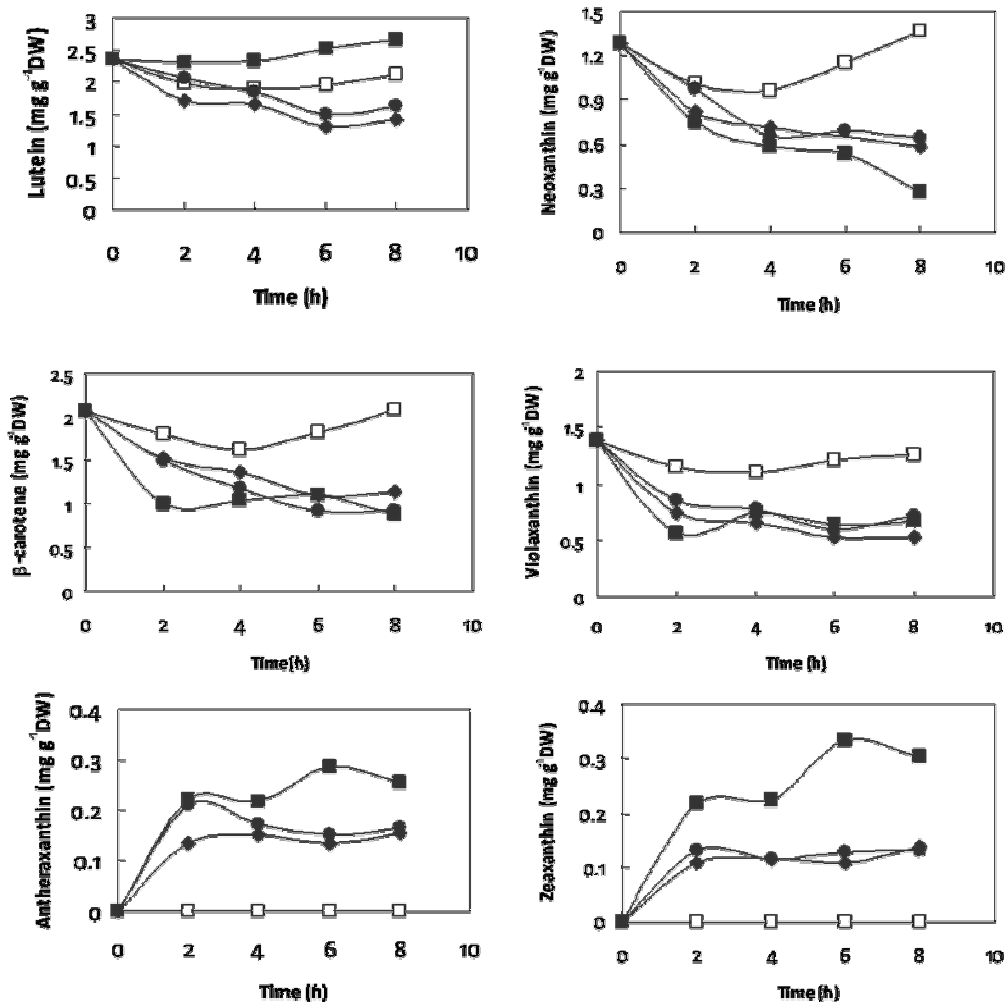 Lutein (mg g-1DW)
3
2.5
2
1.5
1
0.5
0
0 2 4 6 8 10
Time (h)
Neoxanthin (mg g-1DW)
1.5
1.2
0.9
0.6
0.3
0
0 2 4 6 8 10
Time (h)
β-carotene (mg g-1DW)
2.5
2
1.5
1
0.5
0
0 2 4 6 8 10
Time(h)
Violaxanthin (mg g-1DW)
2
1.5
1
0.5
0
0 2 4 6 8 10
Time (h)
Antheraxanthin (mg g-1DW)
0.4
0.3
0.2
0.1
0
0 2 4 6 8 10
Time (h)
Zeaxanthin (mg g-1DW)
0.4
0.3
0.2
0.1
0
0 2 4 6 8 10
Time (h)